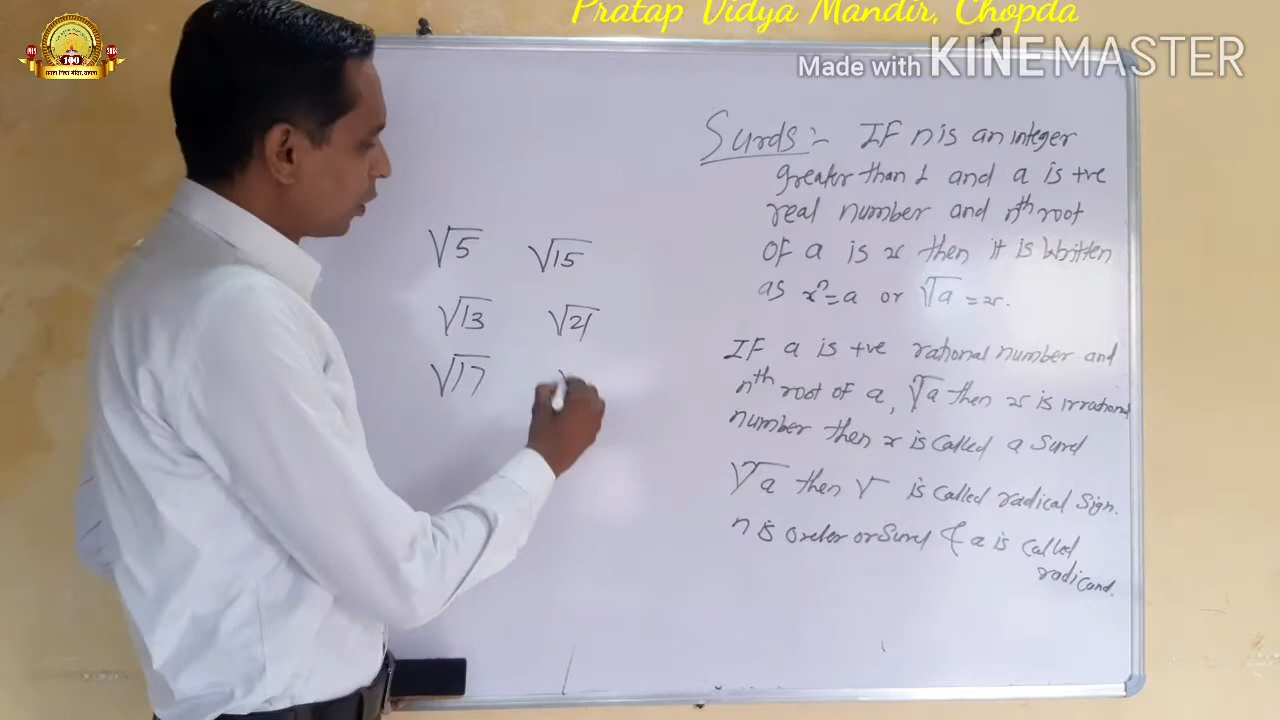 Pratap Vidya Mandir, Chopda
Made with KINEMASTER
100
Surds :- IF n is an integer
greater than 1 and a is +ve
real number and nth root
OF a is x then it is written
as xⁿ=a or ⁿ√a = x.
IF a is +ve rational number and
nth root of a, ⁿ√a then x is irrational
number then x is called a Surd
ⁿ√a then √ is called radical sign.
n is order or Surd & a is called
radicand.
√5 √15
√13 √21
√17